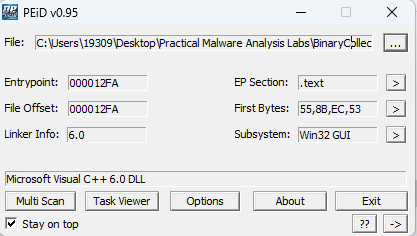 PEiD v0.95
File: C:\Users\19309\Desktop\Practical Malware Analysis Labs\BinaryCollec ...
Entrypoint: 000012FA EP Section: .text >
File Offset: 000012FA First Bytes: 55,8B,EC,53 >
Linker Info: 6.0 Subsystem: Win32 GUI >
Microsoft Visual C++ 6.0 DLL
Multi Scan Task Viewer Options About Exit
Stay on top ?? ->